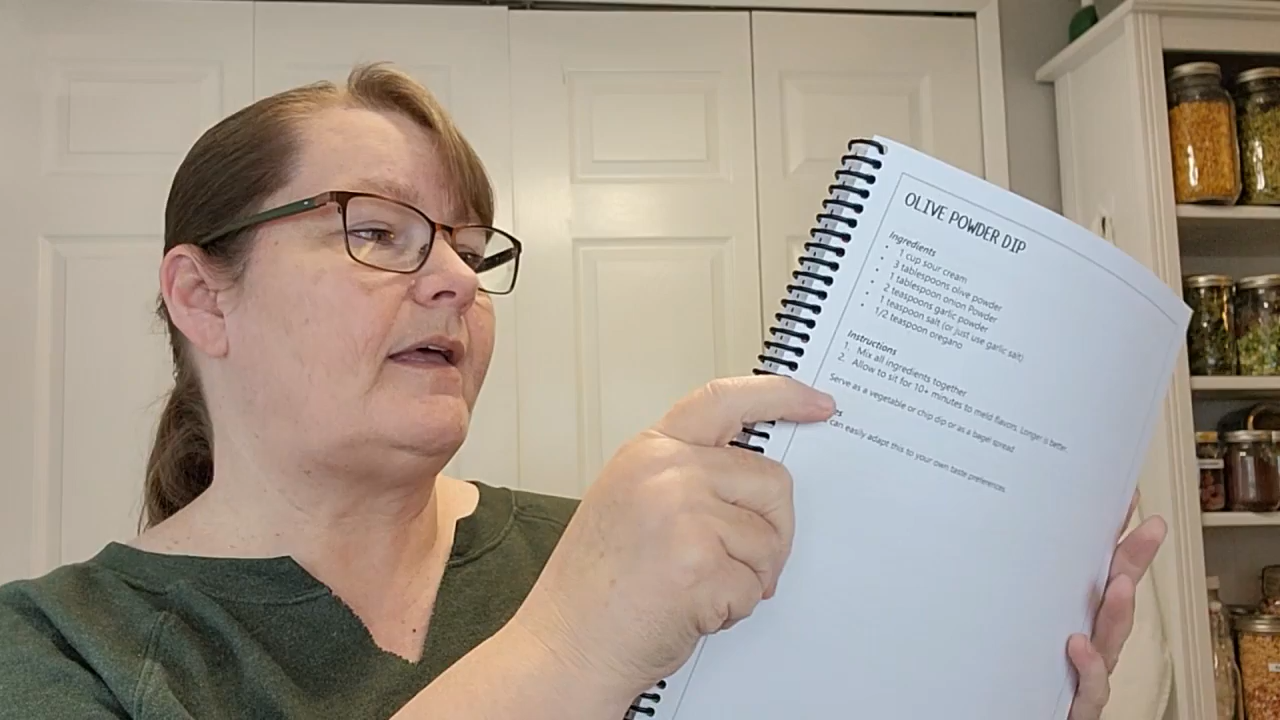 OLIVE POWDER DIP
Ingredients
• 1 cup sour cream
• 3 tablespoons olive powder
• 1 tablespoon onion Powder
• 2 teaspoons garlic powder
• 1 teaspoon salt (or just use garlic salt)
• 1/2 teaspoon oregano
Instructions
1. Mix all ingredients together
2. Allow to sit for 10+ minutes to meld flavors. Longer is better.
Serve as a vegetable or chip dip or as a bagel spread
can easily adapt this to your own taste preferences.